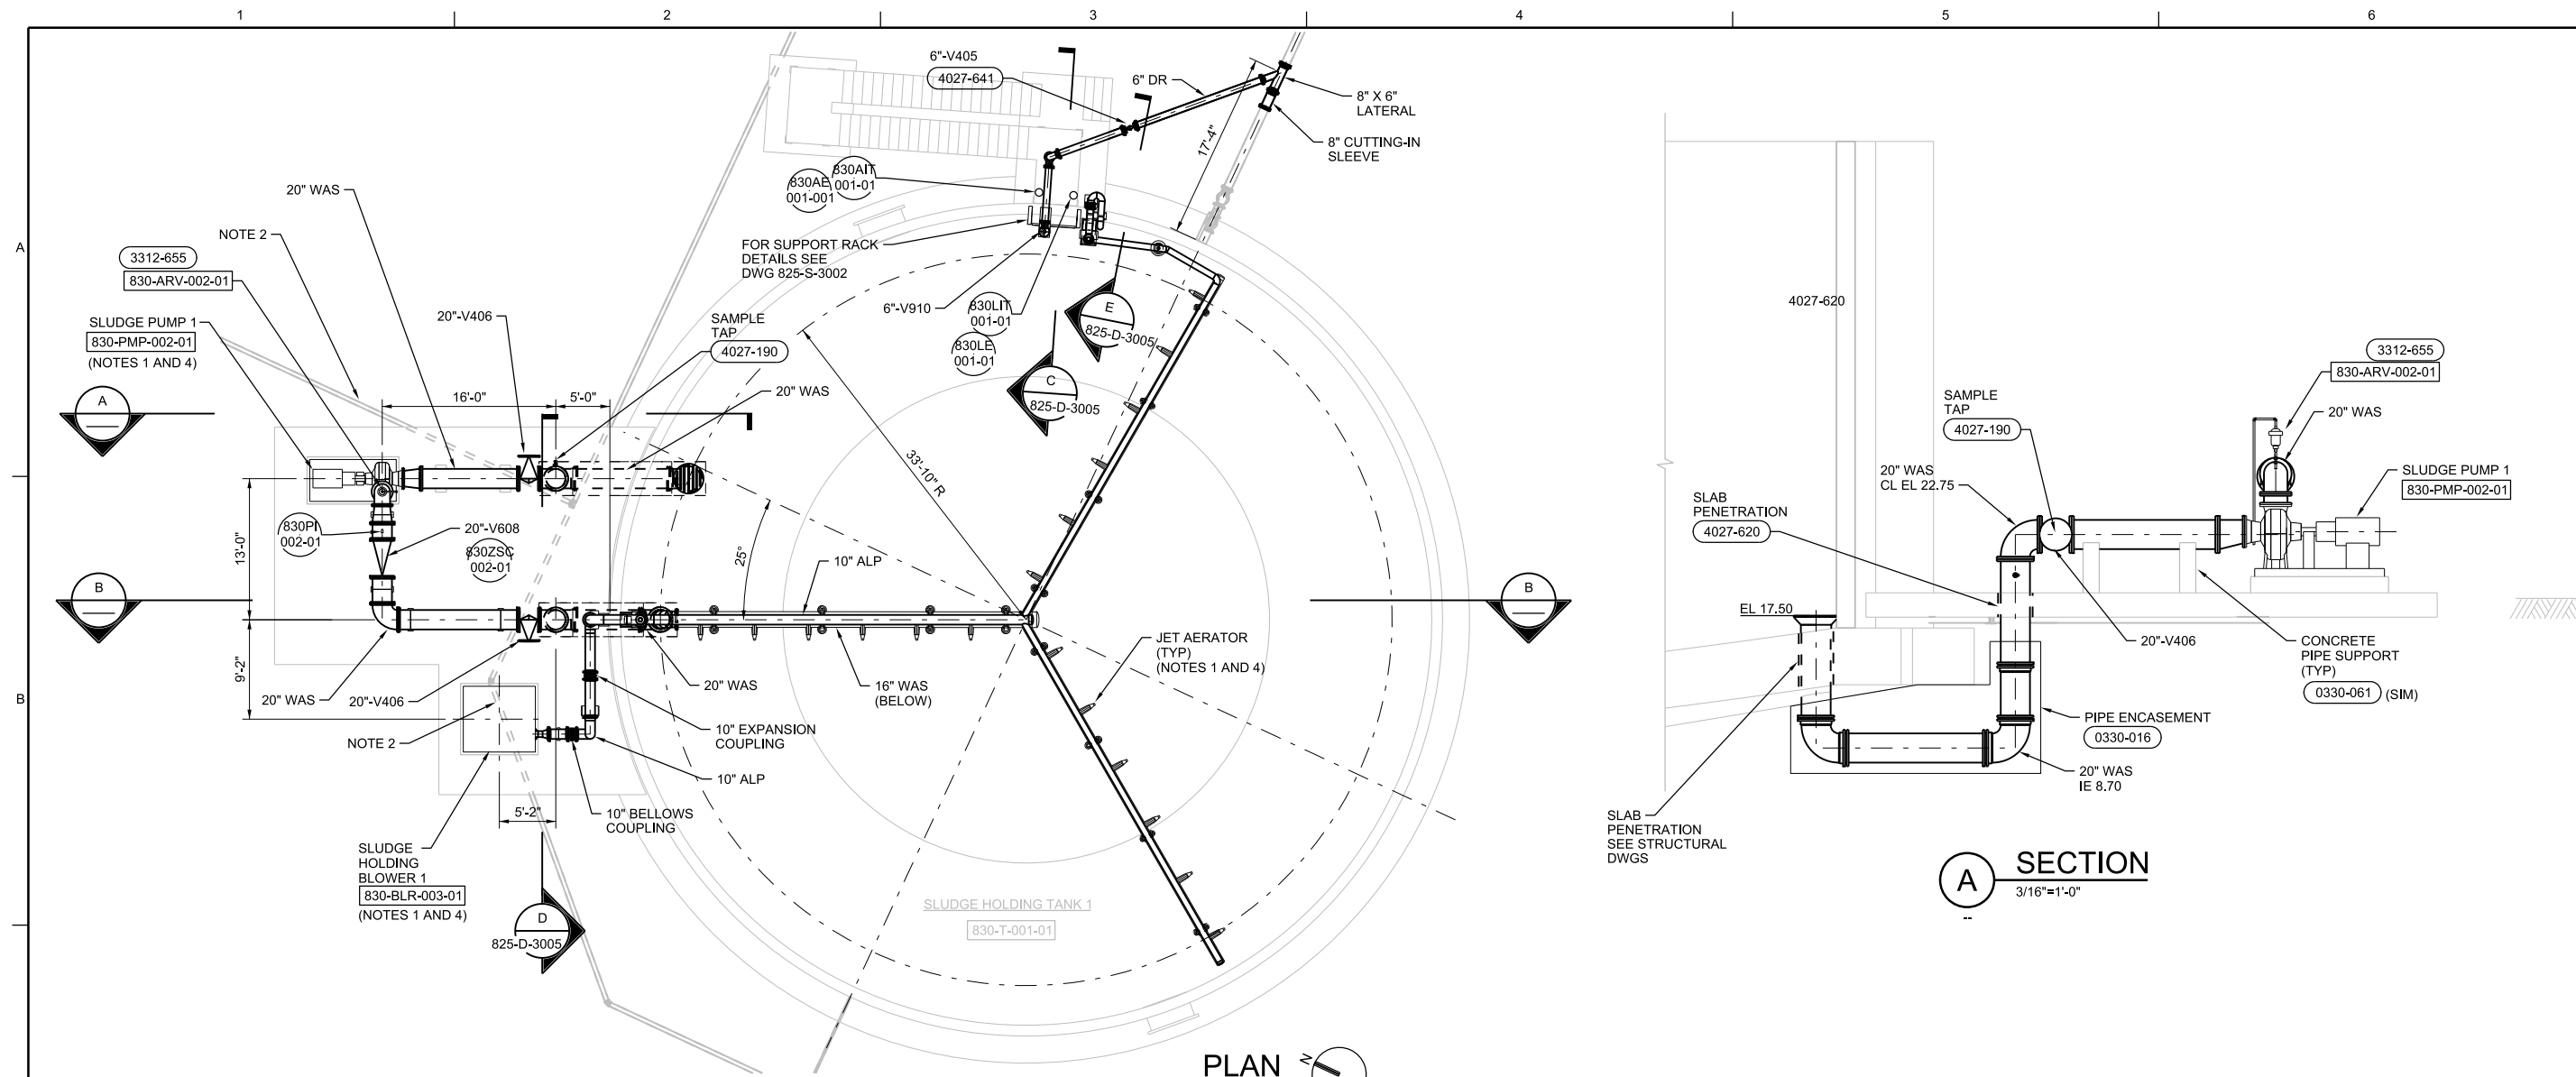 1 2 3 4 5 6
A
B
A
B
6"-V405
4027-641
6" DR
8" X 6"
LATERAL
8" CUTTING-IN
SLEEVE
17'-4"
20" WAS
830AE
001-001
830AIT
001-01
NOTE 2
FOR SUPPORT RACK
DETAILS SEE
DWG 825-S-3002
3312-655
830-ARV-002-01
6"-V910
830LIT
001-01
830LE
001-01
E
825-D-3005
C
825-D-3005
SLUDGE PUMP 1
830-PMP-002-01
(NOTES 1 AND 4)
20"-V406
SAMPLE
TAP
4027-190
20" WAS
A
16'-0"
5'-0"
33'-10" R
25°
13'-0"
830PI
002-01
20"-V608
830ZSC
002-01
B
10" ALP
B
9'-2"
20" WAS
20"-V406
20" WAS
16" WAS
(BELOW)
JET AERATOR
(TYP)
(NOTES 1 AND 4)
NOTE 2
10" EXPANSION
COUPLING
10" ALP
5'-2"
10" BELLOWS
COUPLING
SLUDGE
HOLDING
BLOWER 1
830-BLR-003-01
(NOTES 1 AND 4)
D
825-D-3005
SLUDGE HOLDING TANK 1
830-T-001-01
PLAN
N
4027-620
3312-655
830-ARV-002-01
20" WAS
SAMPLE
TAP
4027-190
20" WAS
CL EL 22.75
SLUDGE PUMP 1
830-PMP-002-01
SLAB
PENETRATION
4027-620
EL 17.50
20"-V406
CONCRETE
PIPE SUPPORT
(TYP)
0330-061 (SIM)
PIPE ENCASEMENT
0330-016
20" WAS
IE 8.70
SLAB
PENETRATION
SEE STRUCTURAL
DWGS
A SECTION
3/16"=1'-0"
--